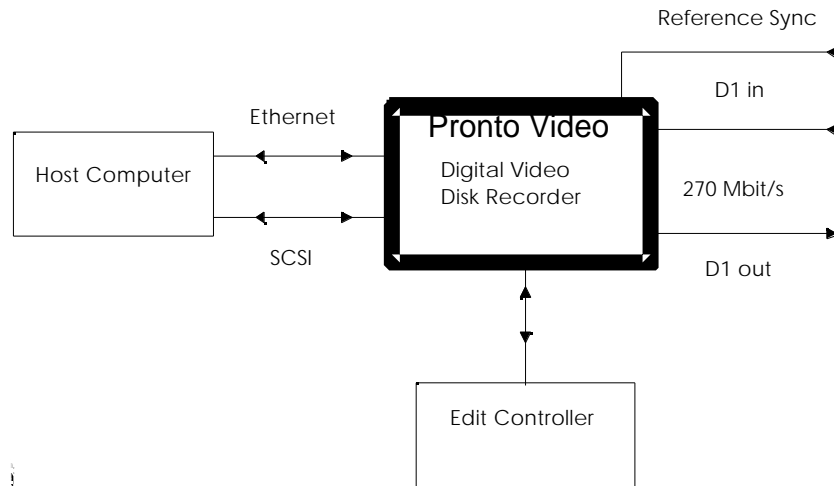 Reference Sync
D1 in
Ethernet
Pronto Video
Host Computer
Digital Video
Disk Recorder
270 Mbit/s
SCSI
D1 out
Edit Controller